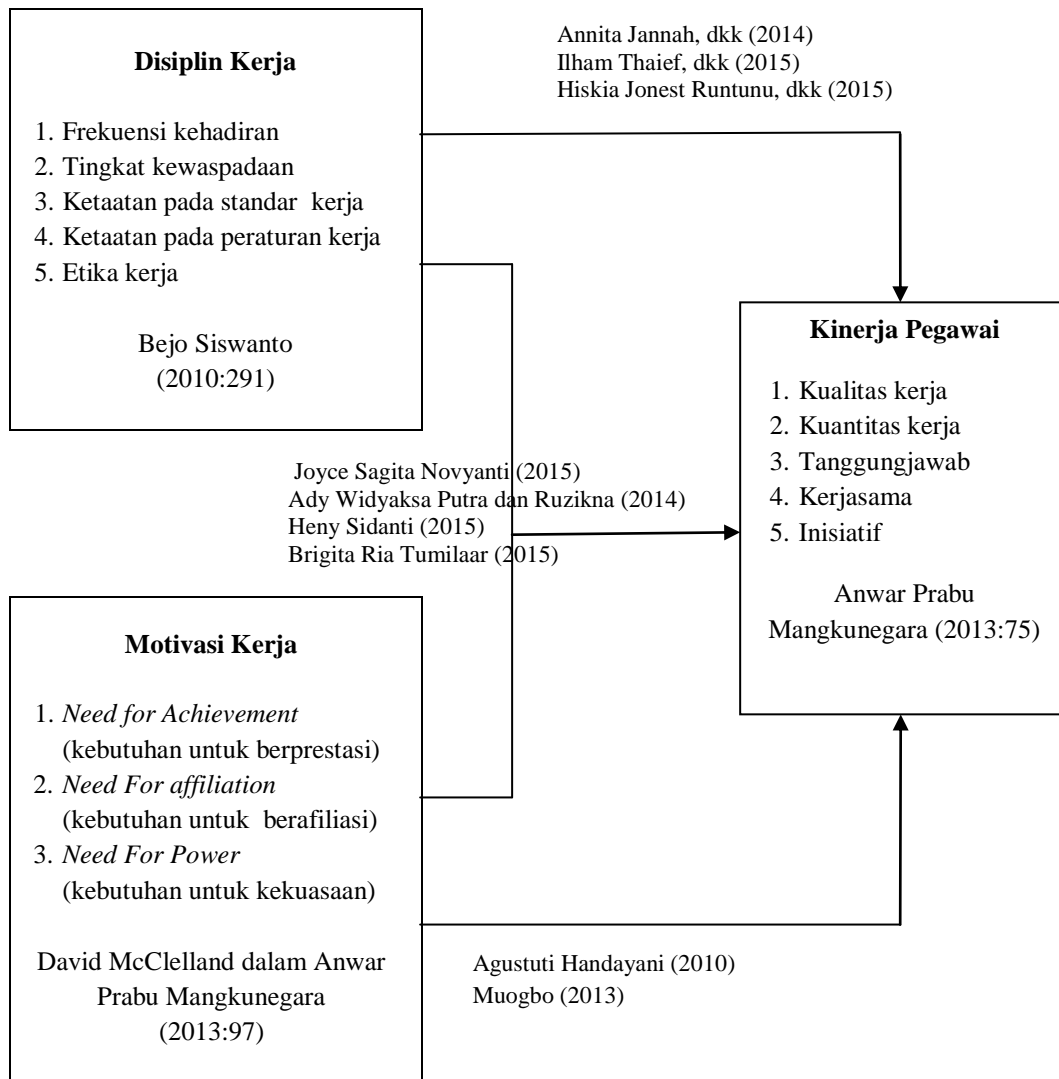 Annita Jannah, dkk (2014)
Ilham Thaief, dkk (2015)
Hiskia Jonest Runtunu, dkk (2015)
Disiplin Kerja
1. Frekuensi kehadiran
2. Tingkat kewaspadaan
3. Ketaatan pada standar kerja
4. Ketaatan pada peraturan kerja
5. Etika kerja
Bejo Siswanto
(2010:291)
Kinerja Pegawai
1. Kualitas kerja
2. Kuantitas kerja
3. Tanggungjawab
4. Kerjasama
5. Inisiatif
Anwar Prabu
Mangkunegara (2013:75)
Joyce Sagita Novyanti (2015)
Ady Widyaksa Putra dan Ruzikna (2014)
Heny Sidanti (2015)
Brigita Ria Tumilaar (2015)
Motivasi Kerja
1. Need for Achievement
(kebutuhan untuk berprestasi)
2. Need For affiliation
(kebutuhan untuk berafiliasi)
3. Need For Power
(kebutuhan untuk kekuasaan)
David McClelland dalam Anwar
Prabu Mangkunegara
(2013:97)
Agustuti Handayani (2010)
Muogbo (2013)